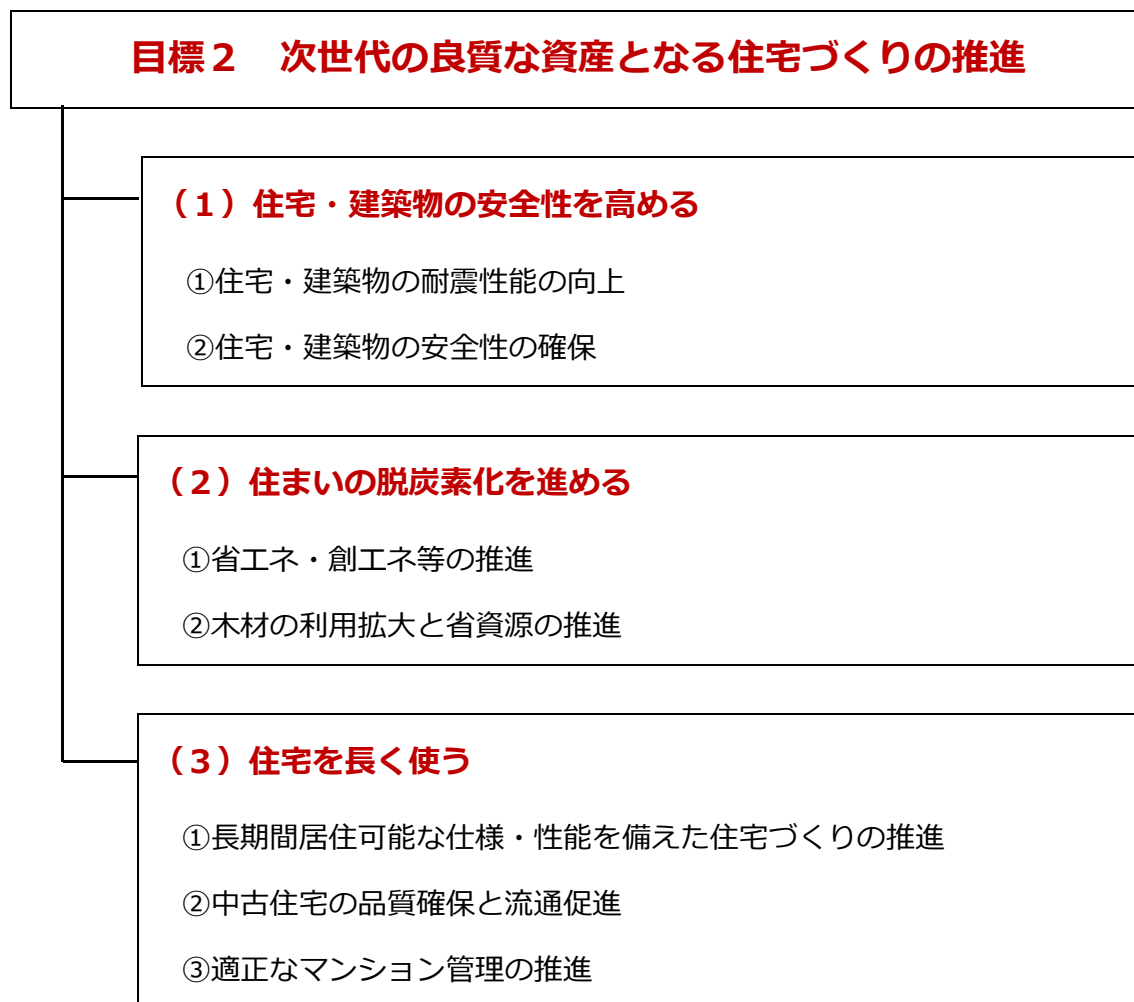 目標２　次世代の良質な資産となる住宅づくりの推進
（１）住宅・建築物の安全性を高める
①住宅・建築物の耐震性能の向上
②住宅・建築物の安全性の確保
（２）住まいの脱炭素化を進める
①省エネ・創エネ等の推進
②木材の利用拡大と省資源の推進
（３）住宅を長く使う
①長期間居住可能な仕様・性能を備えた住宅づくりの推進
②中古住宅の品質確保と流通促進
③適正なマンション管理の推進